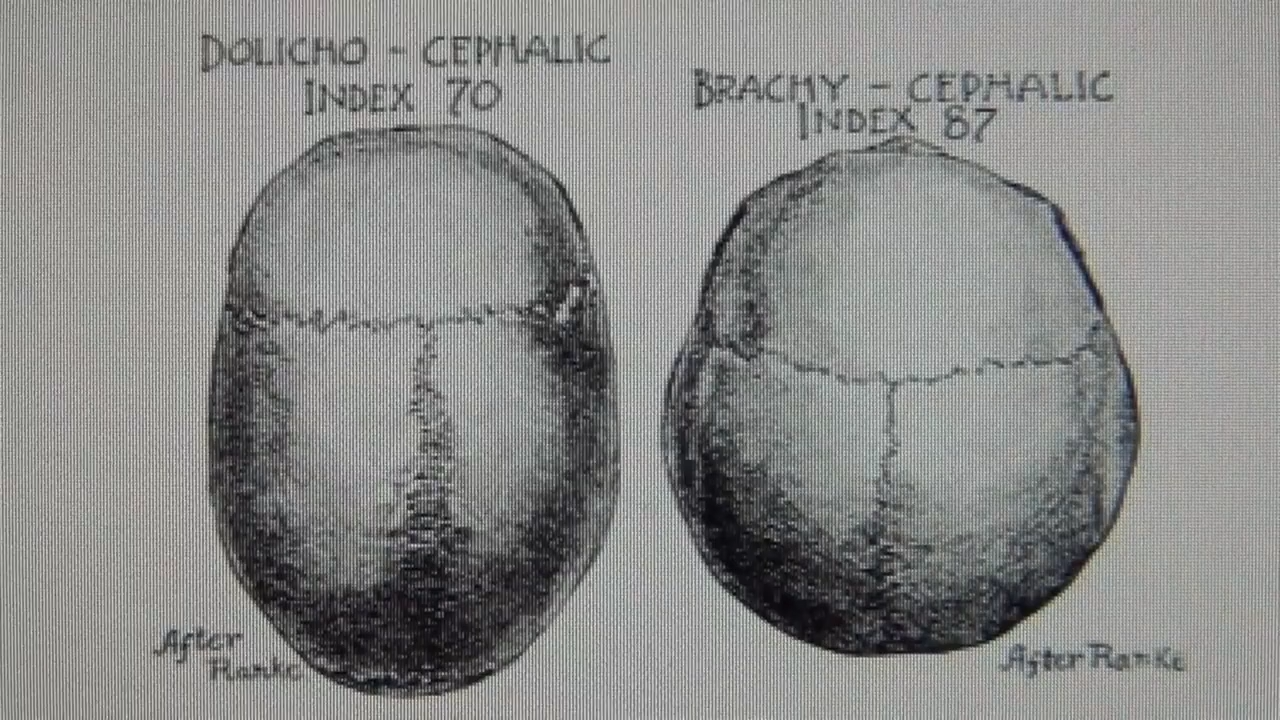 DOLICHO - CEPHALIC
INDEX 70
BRACHY - CEPHALIC
INDEX 87
After
Ranke
After Ranke